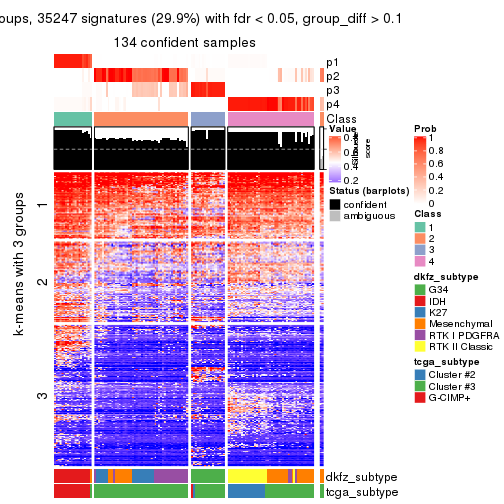 oups, 35247 signatures (29.9%) with fdr < 0.05, group_diff > 0.1
134 confident samples
p1
p2
p3
p4
Class
k-means with 3 groups
1
2
3
Value
0.2
score
Status (barplots)
confident
ambiguous
Prob
1
0.8
0.6
0.4
0.2
0
Class
1
2
3
4
dkfz_subtype
G34
IDH
K27
Mesenchymal
RTK I PDGFRA
RTK II Classic
tcga_subtype
Cluster #2
Cluster #3
G-CIMP+
dkfz_subtype
tcga_subtype